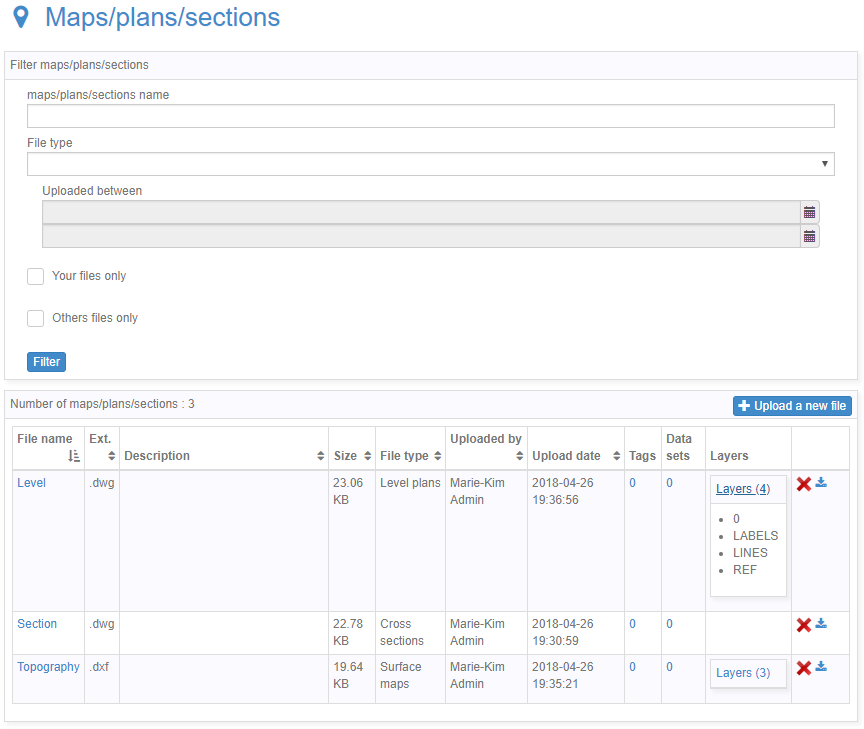 Maps/plans/sections
Filter maps/plans/sections
maps/plans/sections name
File type
Uploaded between
Your files only
Others files only
Filter
Number of maps/plans/sections : 3
Upload a new file
File name Ext. Description Size File type Uploaded by Upload date Tags Data sets Layers
Level .dwg 23.06 KB Level plans Marie-Kim Admin 2018-04-26 19:36:56 0 0 Layers (4)
0
LABELS
LINES
REF
Section .dwg 22.78 KB Cross sections Marie-Kim Admin 2018-04-26 19:30:59 0 0
Topography .dxf 19.64 KB Surface maps Marie-Kim Admin 2018-04-26 19:35:21 0 0 Layers (3)